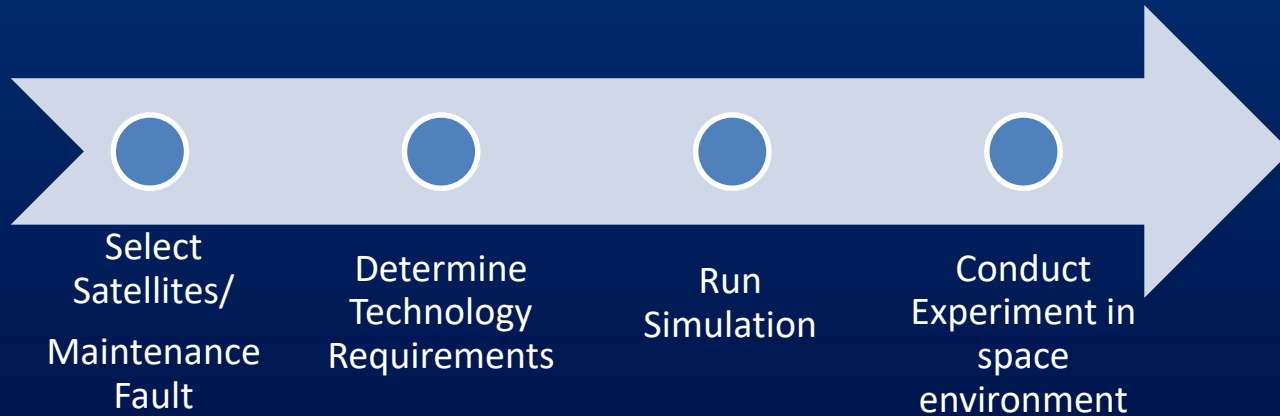 Select
Satellites/
Maintenance
Fault
Determine
Technology
Requirements
Run
Simulation
Conduct
Experiment in
space
environment